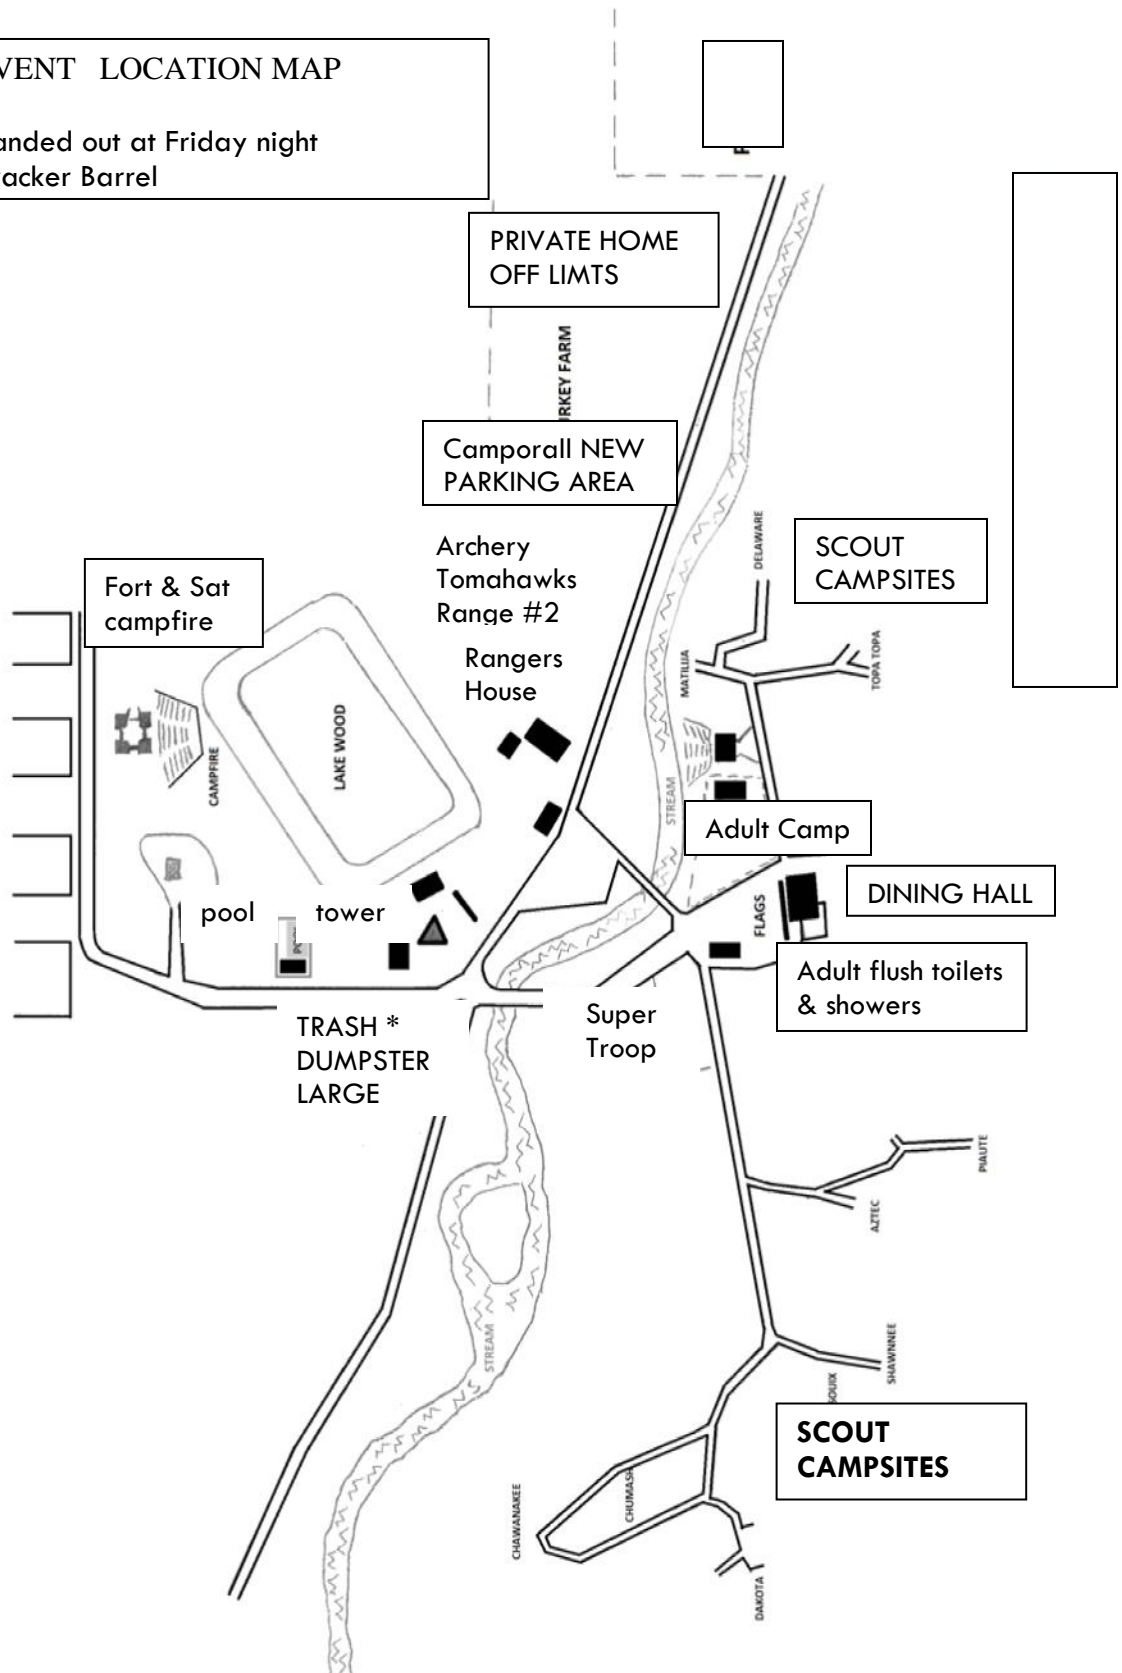 VENT LOCATION MAP
anded out at Friday night
acker Barrel
PRIVATE HOME
OFF LIMTS
RKEY FARM
Camporall NEW
PARKING AREA
Archery
Tomahawks
Range #2
Rangers
House
DELAWARE
SCOUT
CAMPSITES
Fort & Sat
campfire
MATILIJA
TOPA TOPA
CAMPFIRE
LAKE WOOD
STREAM
Adult Camp
DINING HALL
FLAGS
pool
tower
Adult flush toilets
& showers
TRASH *
DUMPSTER
LARGE
Super
Troop
PIAUTE
AZTEC
STREAM
SHAWNNEE
SOUIX
SCOUT
CAMPSITES
CHUMASH
CHAWANAKEE
DAKOTA